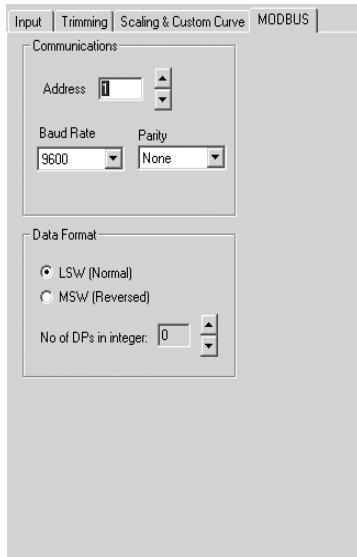 Input Trimming Scaling & Custom Curve MODBUS
Communications
Address 1
Baud Rate Parity
9600 None
Data Format
LSW (Normal)
MSW (Reversed)
No of DPs in integer: 0